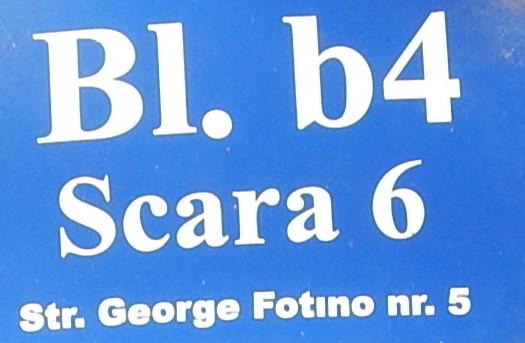 Bl. b4
Scara 6
Str. George Fotino nr. 5